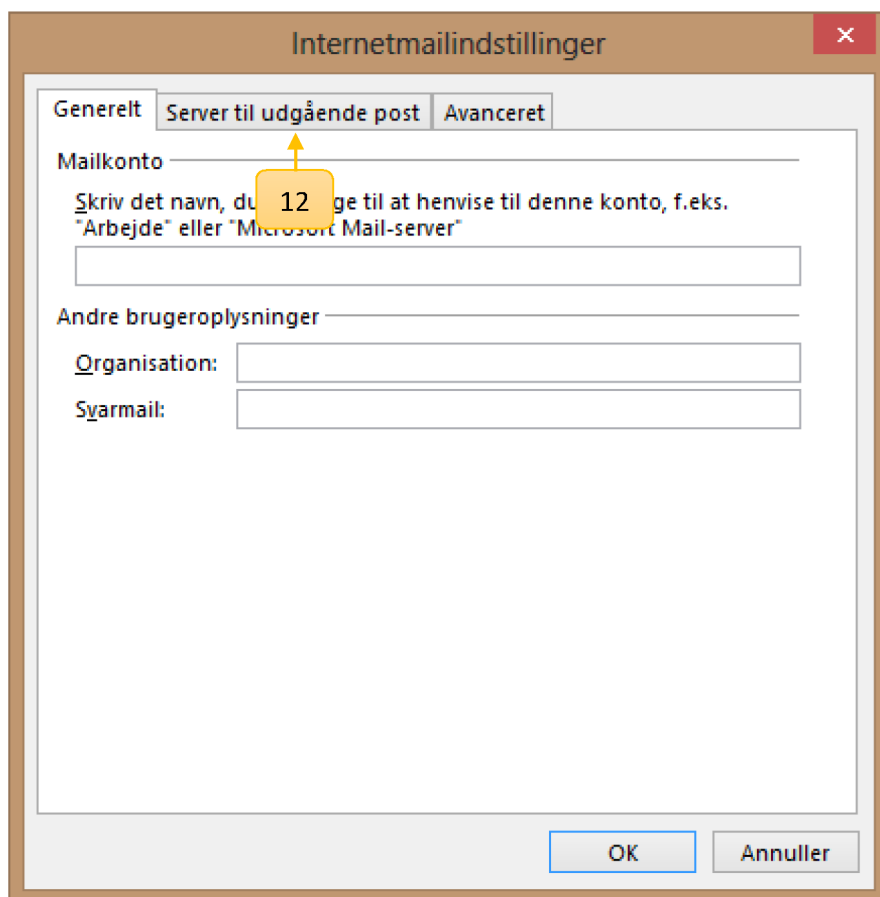 Internetmailindstillinger
Generelt
Server til udgående post
Avanceret
Mailkonto
12
Skriv det navn, du ge til at henvise til denne konto, f.eks.
"Arbejde" eller "Microsoft Mail-server"
Andre brugeroplysninger
Organisation:
Svarmail:
OK
Annuller